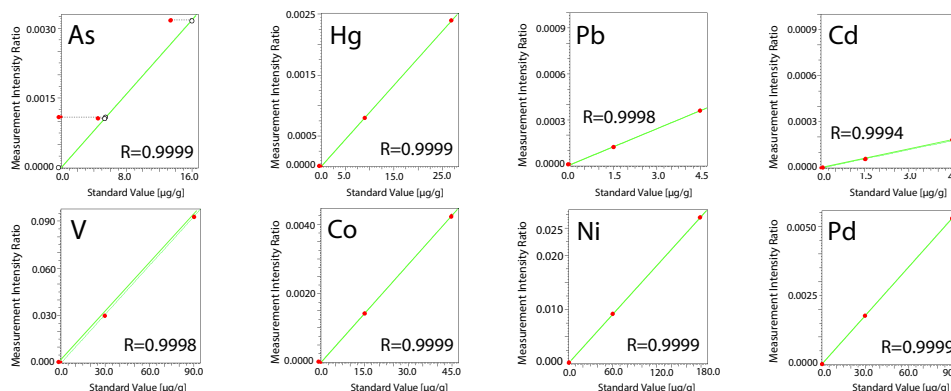 As
Measurement Intensity Ratio
0.0030
0.0015
0.0000
R=0.9999
0.0
8.0
16.0
Standard Value [µg/g]
Hg
Measurement Intensity Ratio
0.0025
0.0015
0.0005
0.0000
R=0.9999
0.0
5.0
15.0
25.0
Standard Value [µg/g]
Pb
Measurement Intensity Ratio
0.0009
0.0006
0.0003
0.0000
R=0.9998
0.0
1.5
3.0
4.5
Standard Value [µg/g]
Cd
Measurement Intensity Ratio
0.0009
0.0006
0.0003
0.0000
R=0.9994
0.0
1.5
3.0
Standard Value [µg/g]
V
Measurement Intensity Ratio
0.090
0.060
0.030
0.000
R=0.9998
0.0
30.0
60.0
90.0
Standard Value [µg/g]
Co
Measurement Intensity Ratio
0.0040
0.0020
0.0000
R=0.9999
0.0
15.0
30.0
45.0
Standard Value [µg/g]
Ni
Measurement Intensity Ratio
0.020
0.010
0.000
R=0.9999
0.0
60.0
120.0
180.0
Standard Value [µg/g]
Pd
Measurement Intensity Ratio
0.0050
0.0025
0.0000
R=0.9999
0.0
30.0
60.0
Standard Value [µg/g]